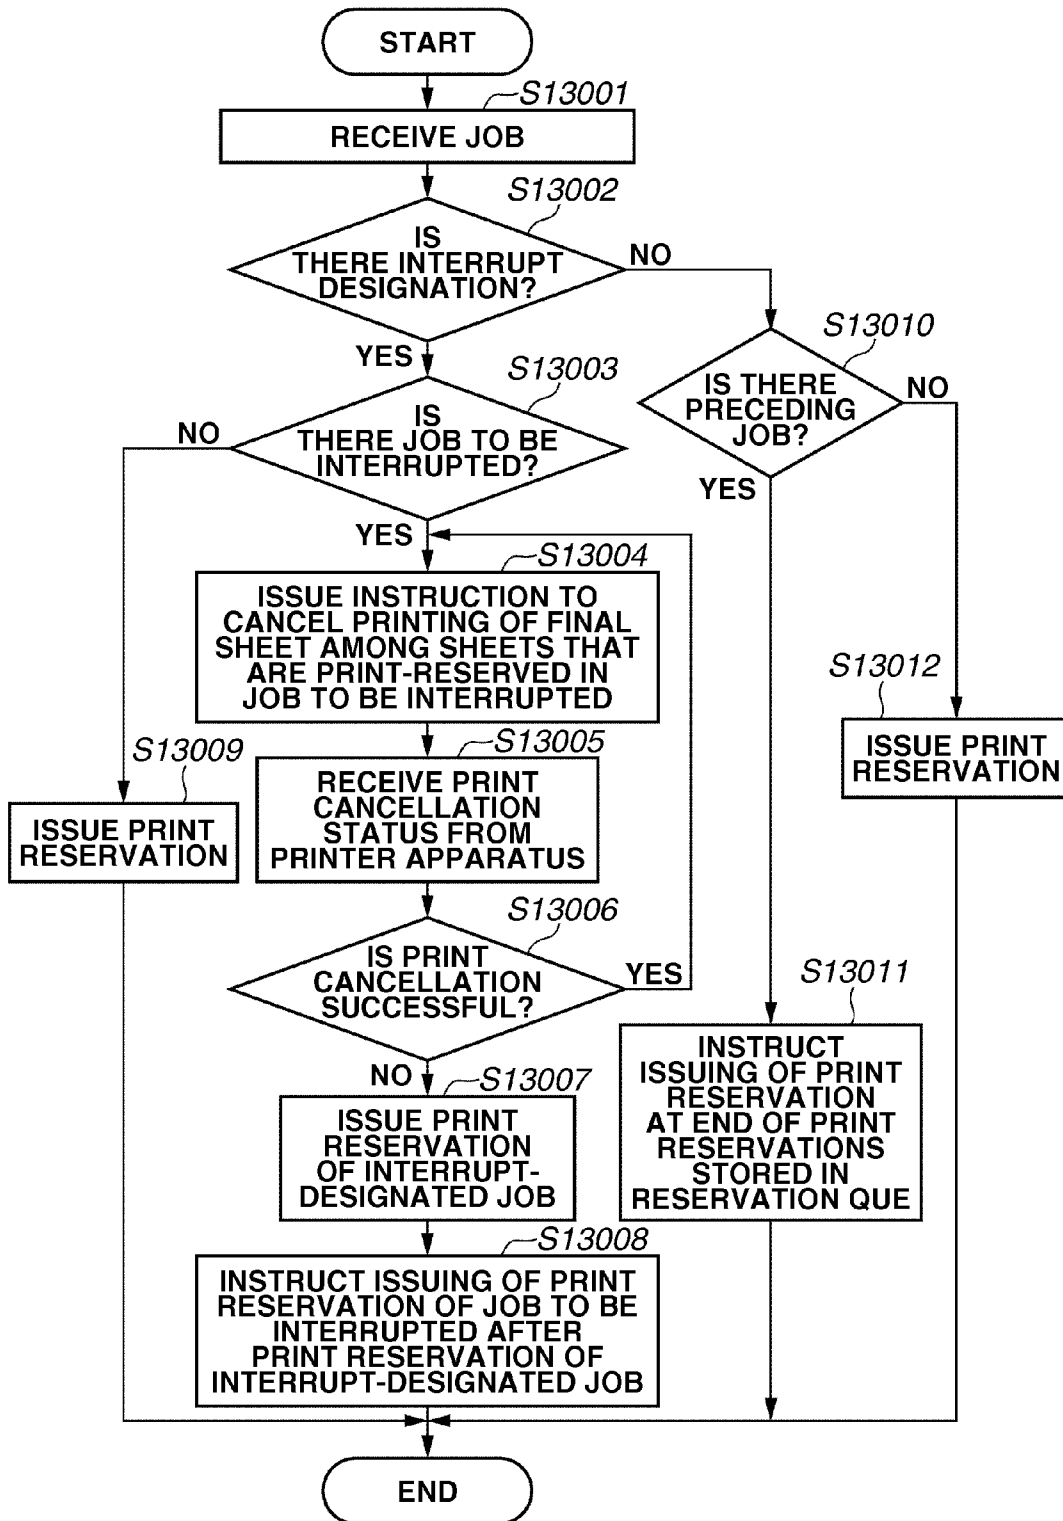 START
S13001
RECEIVE JOB
S13002
IS
THERE INTERRUPT
DESIGNATION?
NO
YES
S13010
IS THERE
PRECEDING
JOB?
NO
YES
S13003
IS
THERE JOB TO BE
INTERRUPTED?
NO
YES
S13004
ISSUE INSTRUCTION TO
CANCEL PRINTING OF FINAL
SHEET AMONG SHEETS THAT
ARE PRINT-RESERVED IN
JOB TO BE INTERRUPTED
S13012
ISSUE PRINT
RESERVATION
S13009
ISSUE PRINT
RESERVATION
S13005
RECEIVE PRINT
CANCELLATION
STATUS FROM
PRINTER APPARATUS
S13006
IS PRINT
CANCELLATION
SUCCESSFUL?
YES
NO
S13011
INSTRUCT
ISSUING OF PRINT
RESERVATION
AT END OF PRINT
RESERVATIONS
STORED IN
RESERVATION QUE
S13007
ISSUE PRINT
RESERVATION
OF INTERRUPT-
DESIGNATED JOB
S13008
INSTRUCT ISSUING OF PRINT
RESERVATION OF JOB TO BE
INTERRUPTED AFTER
PRINT RESERVATION OF
INTERRUPT-DESIGNATED JOB
END